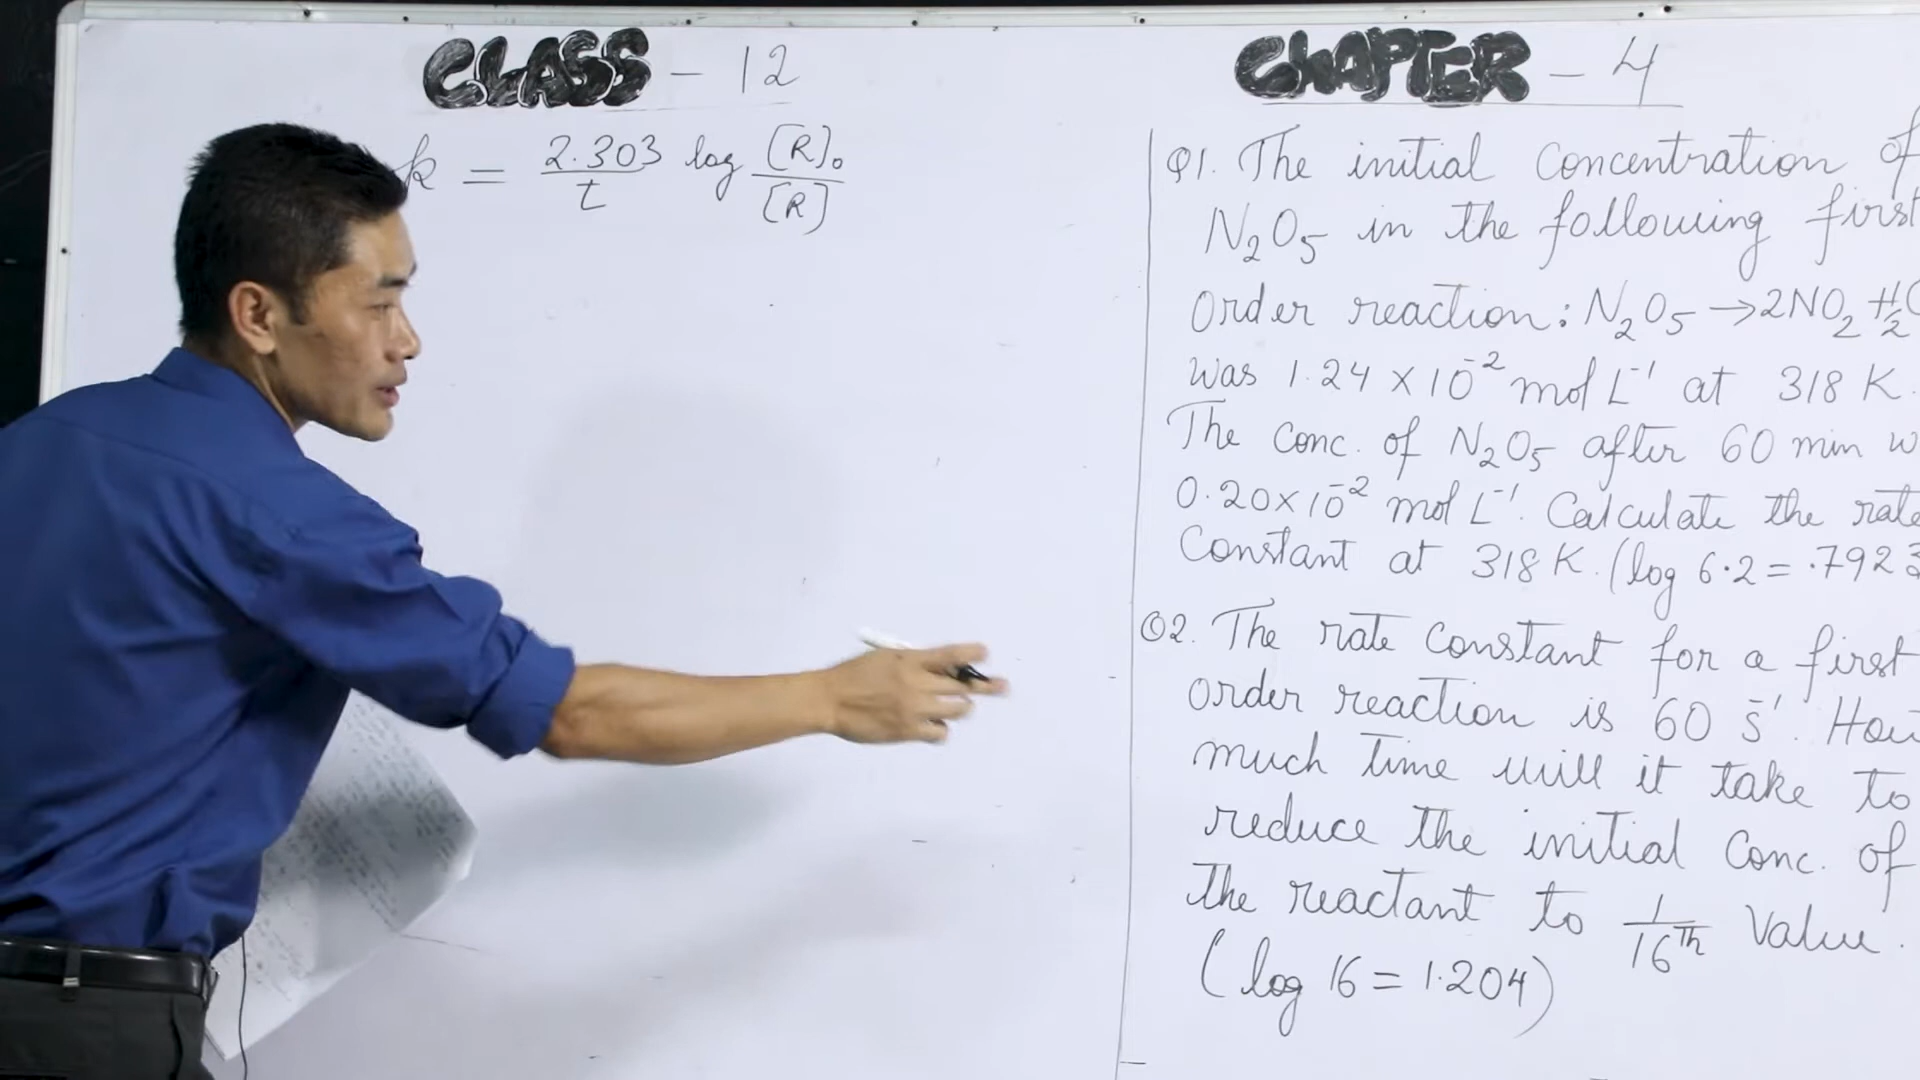 CLASS - 12
CHAPTER - 4
k = 2.303/t log [R]₀/[R]
Q1. The initial concentration of
N₂O₅ in the following first
order reaction: N₂O₅ → 2NO₂ + 1/2
was 1.24 × 10⁻² mol L⁻¹ at 318 K.
The conc. of N₂O₅ after 60 min
0.20×10⁻² mol L⁻¹. Calculate the rate
Constant at 318 K. (log 6.2 = .7923
Q2. The rate constant for a first
order reaction is 60 s⁻¹. How
much time will it take to
reduce the initial conc. of
the reactant to 1/16th value.
(log 16 = 1.204)